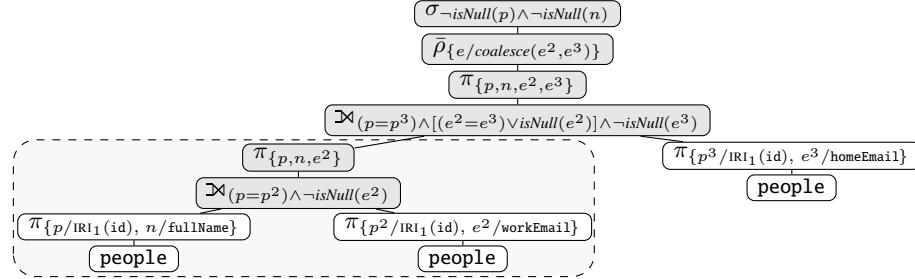 σ¬isNull(p)∧¬isNull(n)
ρ̄{e/coalesce(e²,e³)}
π{p,n,e²,e³}
⟕(p=p³)∧[(e²=e³)∨isNull(e²)]∧¬isNull(e³)
π{p,n,e²}
π{p³/IRI₁(id), e³/homeEmail}
⟕(p=p²)∧¬isNull(e²)
people
π{p/IRI₁(id), n/fullName}
π{p²/IRI₁(id), e²/workEmail}
people
people